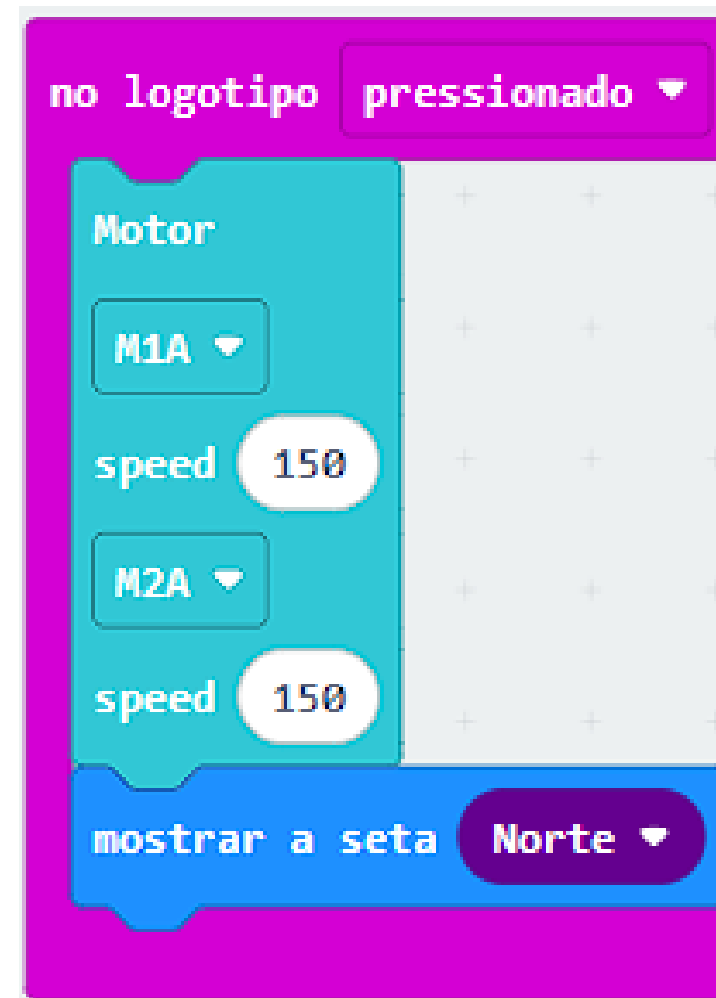 no logotipo pressionado
Motor
M1A
speed 150
M2A
speed 150
mostrar a seta Norte